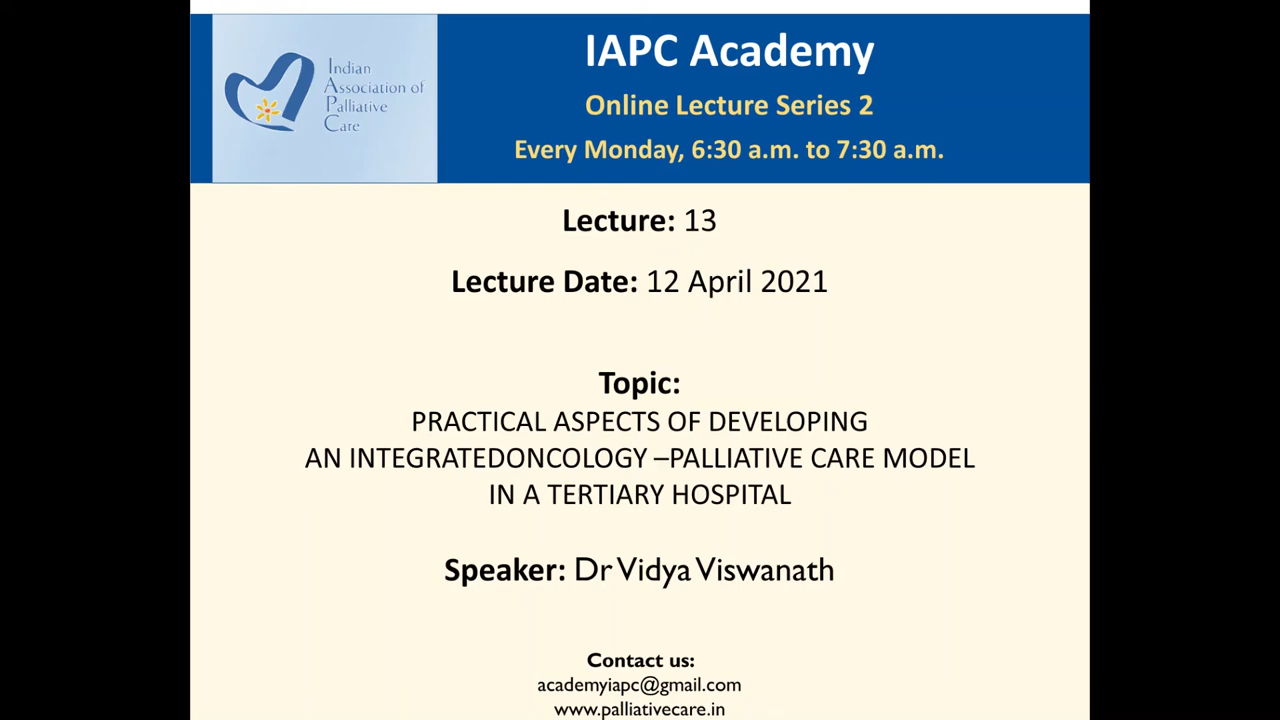 Indian
Association of
Palliative
Care
IAPC Academy
Online Lecture Series 2
Every Monday, 6:30 a.m. to 7:30 a.m.
Lecture: 13
Lecture Date: 12 April 2021
Topic:
PRACTICAL ASPECTS OF DEVELOPING
AN INTEGRATEDONCOLOGY –PALLIATIVE CARE MODEL
IN A TERTIARY HOSPITAL
Speaker: Dr Vidya Viswanath
Contact us:
academyiapc@gmail.com
www.palliativecare.in